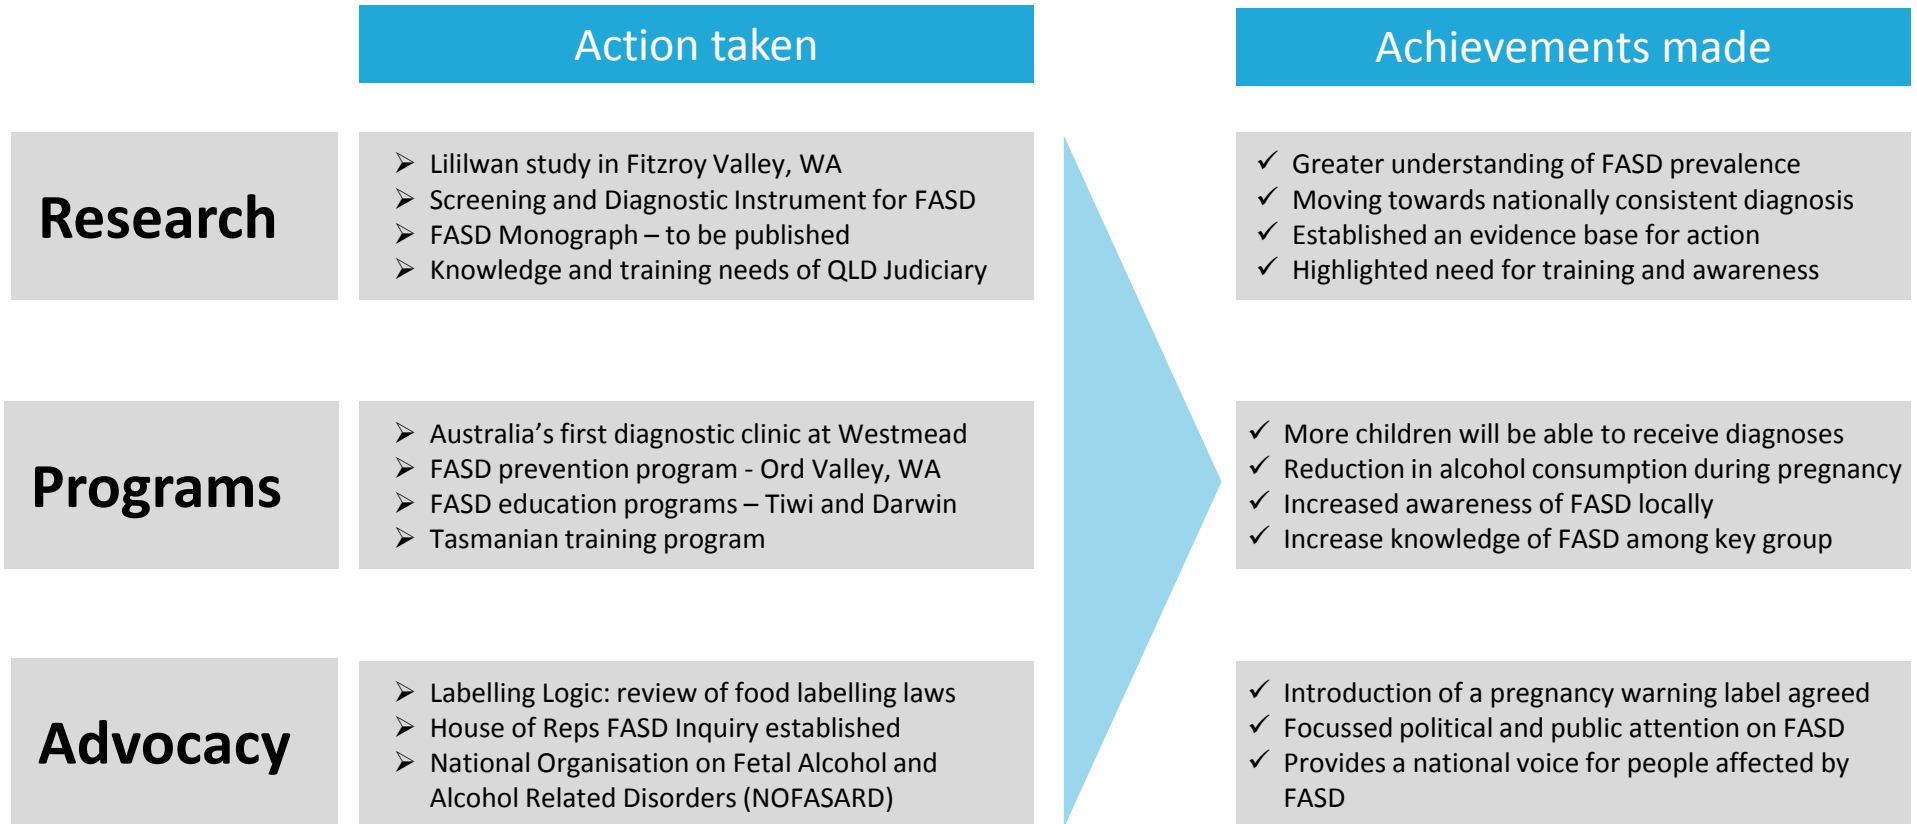 Action taken
Achievements made
Research
➢ Lililwan study in Fitzroy Valley, WA
➢ Screening and Diagnostic Instrument for FASD
➢ FASD Monograph – to be published
➢ Knowledge and training needs of QLD Judiciary
✓ Greater understanding of FASD prevalence
✓ Moving towards nationally consistent diagnosis
✓ Established an evidence base for action
✓ Highlighted need for training and awareness
Programs
➢ Australia’s first diagnostic clinic at Westmead
➢ FASD prevention program - Ord Valley, WA
➢ FASD education programs – Tiwi and Darwin
➢ Tasmanian training program
✓ More children will be able to receive diagnoses
✓ Reduction in alcohol consumption during pregnancy
✓ Increased awareness of FASD locally
✓ Increase knowledge of FASD among key group
Advocacy
➢ Labelling Logic: review of food labelling laws
➢ House of Reps FASD Inquiry established
➢ National Organisation on Fetal Alcohol and
Alcohol Related Disorders (NOFASARD)
✓ Introduction of a pregnancy warning label agreed
✓ Focussed political and public attention on FASD
✓ Provides a national voice for people affected by
FASD